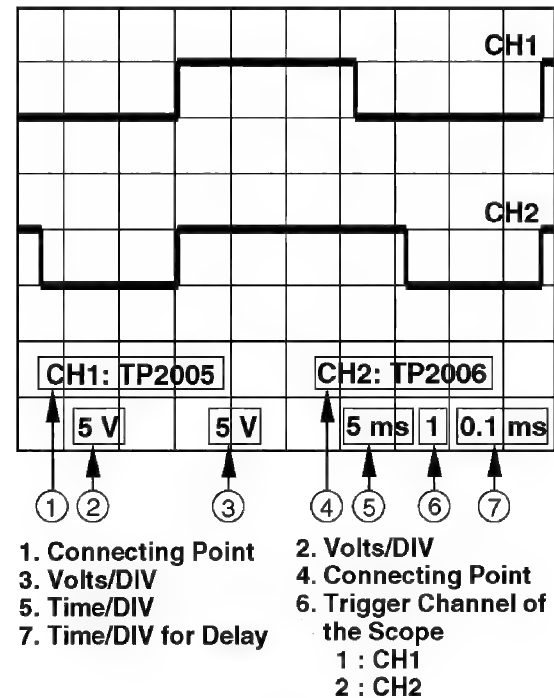 CH1
CH2
CH1: TP2005 CH2: TP2006
5 V 5 V 5 ms 1 0.1 ms
1 2 3 4 5 6 7
1. Connecting Point
3. Volts/DIV
5. Time/DIV
7. Time/DIV for Delay
2. Volts/DIV
4. Connecting Point
6. Trigger Channel of
the Scope
1 : CH1
2 : CH2